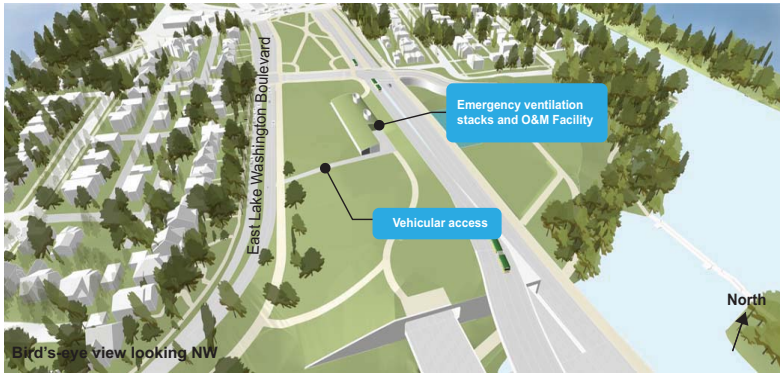 East Lake Washington Boulevard
Emergency ventilation
stacks and O&M Facility
Vehicular access
North
Bird's-eye view looking NW